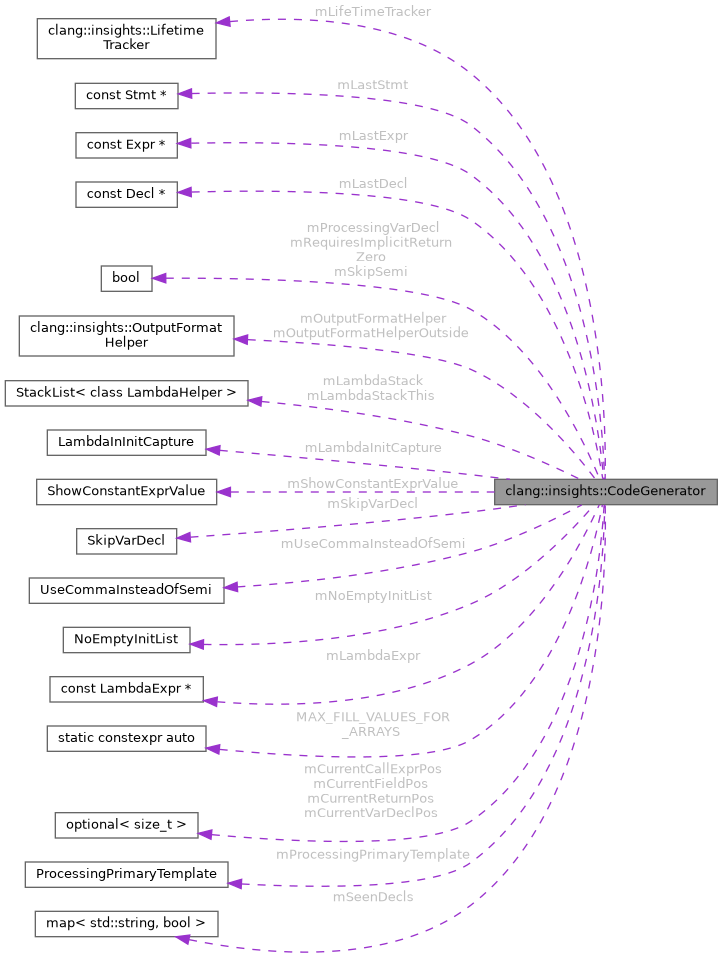 mLifeTimeTracker
clang::insights::Lifetime
Tracker
mLastStmt
const Stmt *
mLastExpr
const Expr *
mLastDecl
const Decl *
mProcessingVarDecl
mRequiresImplicitReturn
Zero
mSkipSemi
bool
mOutputFormatHelper
mOutputFormatHelperOutside
clang::insights::OutputFormat
Helper
mLambdaStack
mLambdaStackThis
StackList< class LambdaHelper >
LambdaInInitCapture
mLambdaInitCapture
mShowConstantExprValue
ShowConstantExprValue
clang::insights::CodeGenerator
mSkipVarDecl
SkipVarDecl
mUseCommaInsteadOfSemi
UseCommaInsteadOfSemi
mNoEmptyInitList
NoEmptyInitList
mLambdaExpr
const LambdaExpr *
MAX_FILL_VALUES_FOR
_ARRAYS
static constexpr auto
mCurrentCallExprPos
mCurrentFieldPos
mCurrentReturnPos
mCurrentVarDeclPos
optional< size_t >
mProcessingPrimaryTemplate
ProcessingPrimaryTemplate
mSeenDecls
map< std::string, bool >